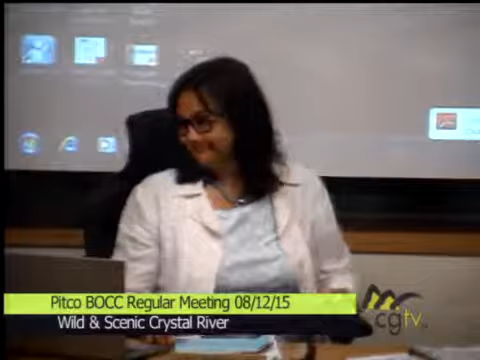 Pitco BOCC Regular Meeting 08/12/15
Wild & Scenic Crystal River
cgtv